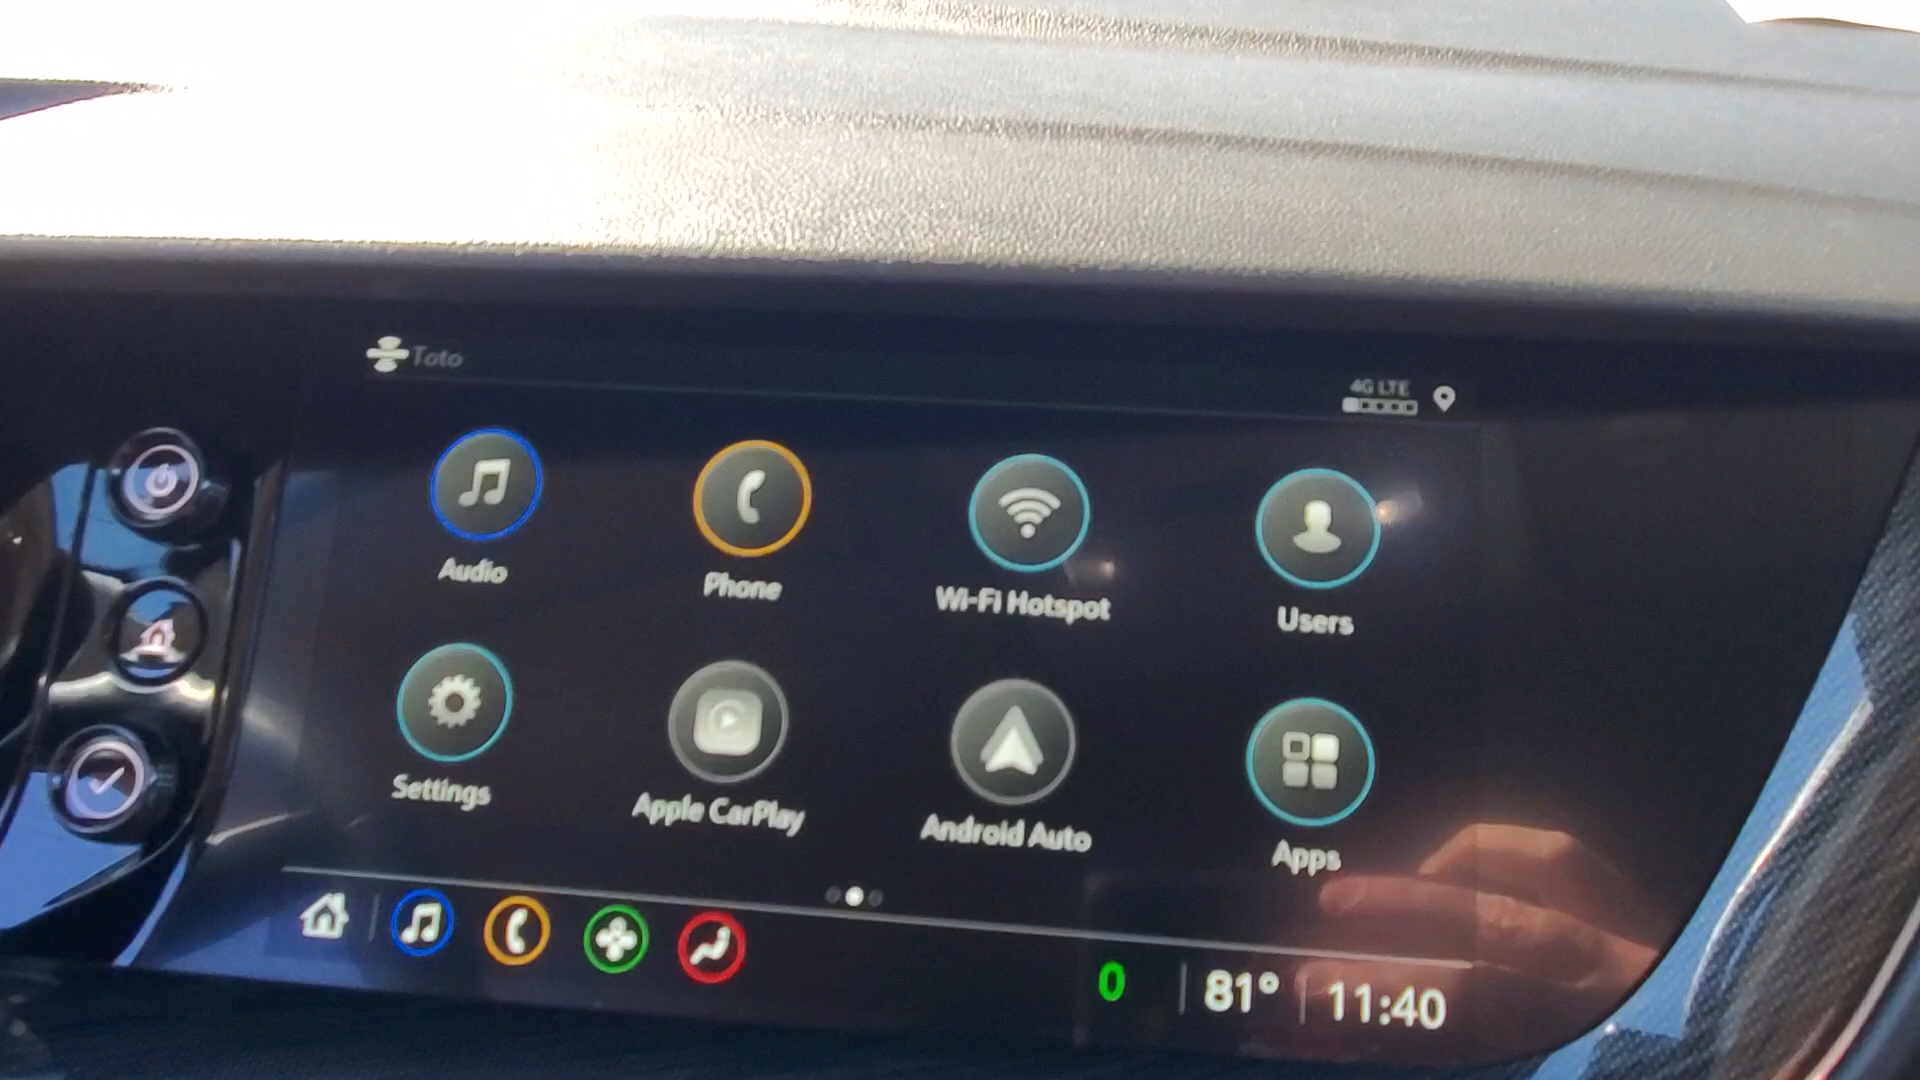 Toto
4G LTE
Audio
Phone
Wi-Fi Hotspot
Users
Settings
Apple CarPlay
Android Auto
Apps
0
81°
11:40